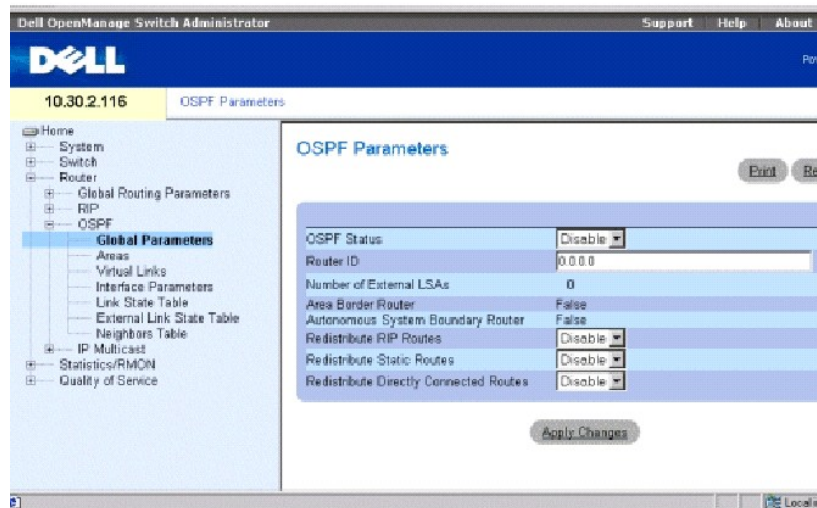 Dell OpenManage Switch Administrator Support Help About
DELL
10.30.2.116 OSPF Parameters
Home
System
Switch
Router
Global Routing Parameters
RIP
OSPF
Global Parameters
Areas
Virtual Links
Interface Parameters
Link State Table
External Link State Table
Neighbors Table
IP Multicast
Statistics/RMON
Quality of Service
OSPF Parameters
Print
OSPF Status Disable
Router ID 0.0.0.0
Number of External LSAs 0
Area Border Router False
Autonomous System Boundary Router False
Redistribute RIP Routes Disable
Redistribute Static Routes Disable
Redistribute Directly Connected Routes Disable
Apply Changes